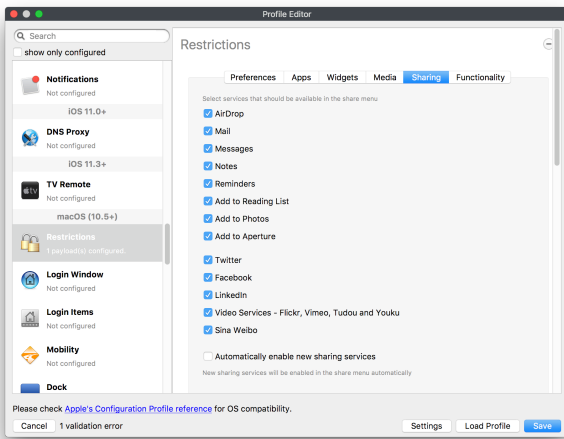 Profile Editor
Search
show only configured
Notifications
Not configured
iOS 11.0+
DNS Proxy
Not configured
iOS 11.3+
tv
TV Remote
Not configured
macOS (10.5+)
Restrictions
1 payload(s) configured.
Login Window
Not configured
Login Items
Not configured
Mobility
Not configured
Dock
Restrictions
Preferences Apps Widgets Media Sharing Functionality
Select services that should be available in the share menu
AirDrop
Mail
Messages
Notes
Reminders
Add to Reading List
Add to Photos
Add to Aperture
Twitter
Facebook
LinkedIn
Video Services - Flickr, Vimeo, Tudou and Youku
Sina Weibo
Automatically enable new sharing services
New sharing services will be enabled in the share menu automatically
Please check Apple's Configuration Profile reference for OS compatibility.
Cancel 1 validation error Settings Load Profile Save